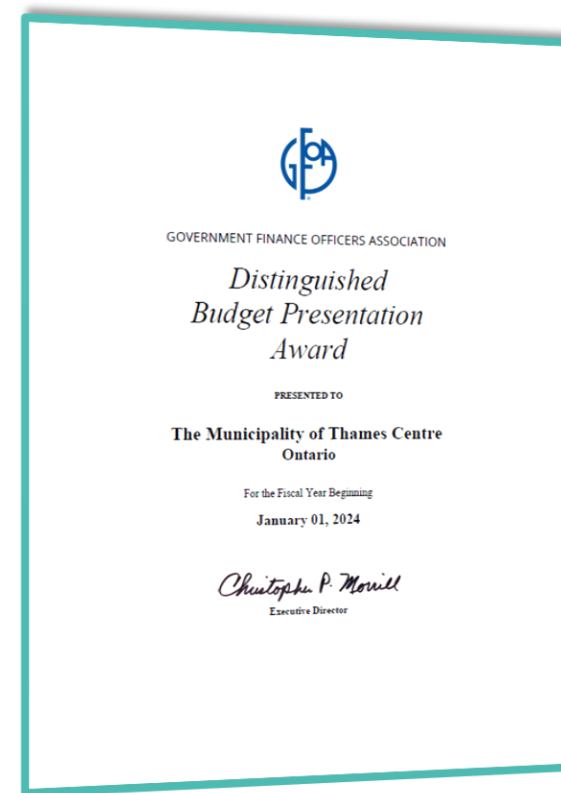 GFOA
GOVERNMENT FINANCE OFFICERS ASSOCIATION
Distinguished
Budget Presentation
Award
PRESENTED TO
The Municipality of Thames Centre
Ontario
For the Fiscal Year Beginning
January 01, 2024
Christopher P. Morrill
Executive Director